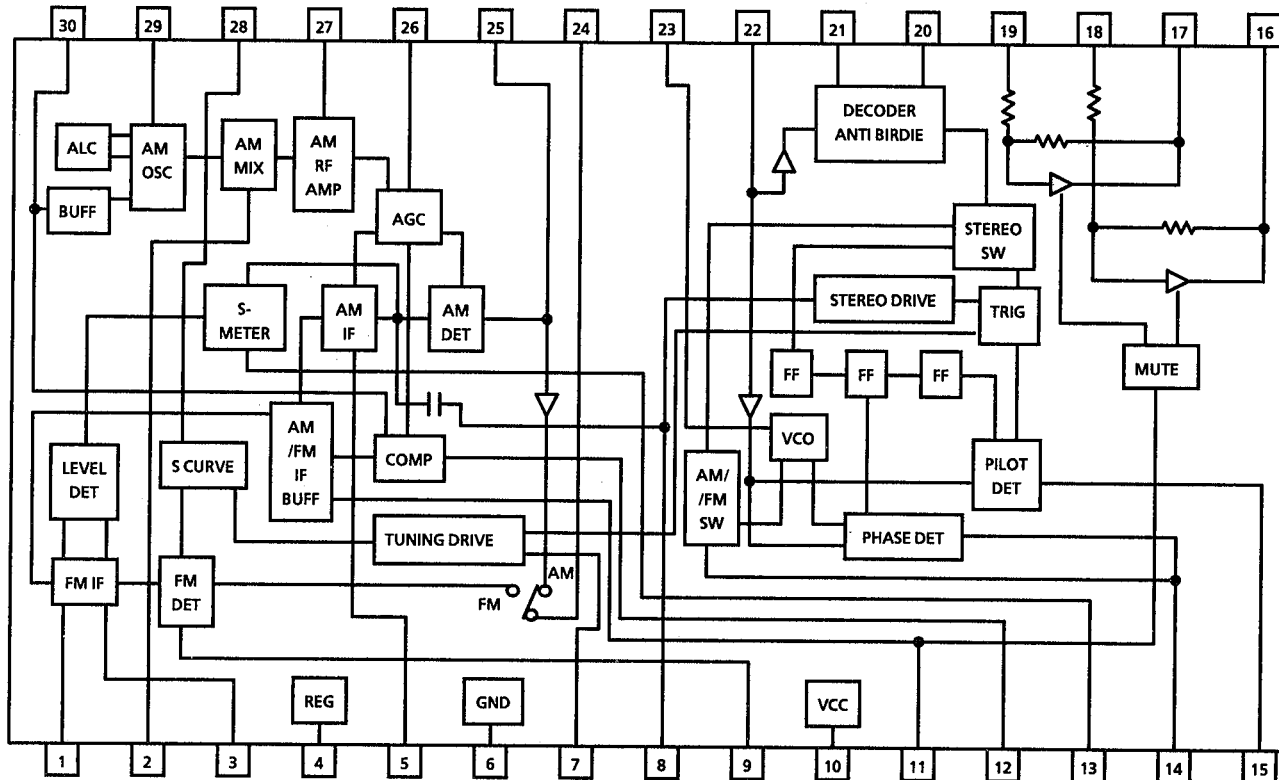 30 29 28 27 26 25 24 23 22 21 20 19 18 17 16
ALC
AM
OSC
AM
MIX
AM
RF
AMP
DECODER
ANTI BIRDIE
BUFF
AGC
STEREO
SW
S-
METER
AM
IF
AM
DET
STEREO DRIVE
TRIG
FF
FF
FF
MUTE
LEVEL
DET
S CURVE
AM
/FM
IF
BUFF
COMP
VCO
AM/
/FM
SW
PILOT
DET
TUNING DRIVE
PHASE DET
FM IF
FM
DET
AM
FM
REG
GND
VCC
1 2 3 4 5 6 7 8 9 10 11 12 13 14 15